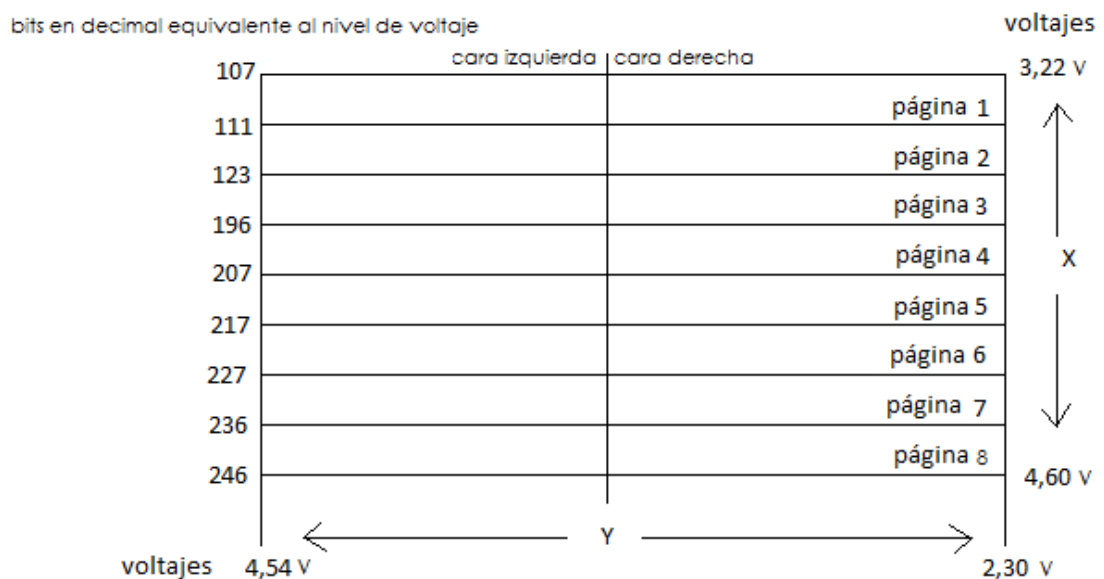 bits en decimal equivalente al nivel de voltaje
voltajes
cara izquierda cara derecha
107
3,22 V
página 1
111
página 2
123
página 3
196
página 4
X
207
página 5
217
página 6
227
página 7
236
página 8
246
4,60 V
Y
voltajes 4,54 V
2,30 V